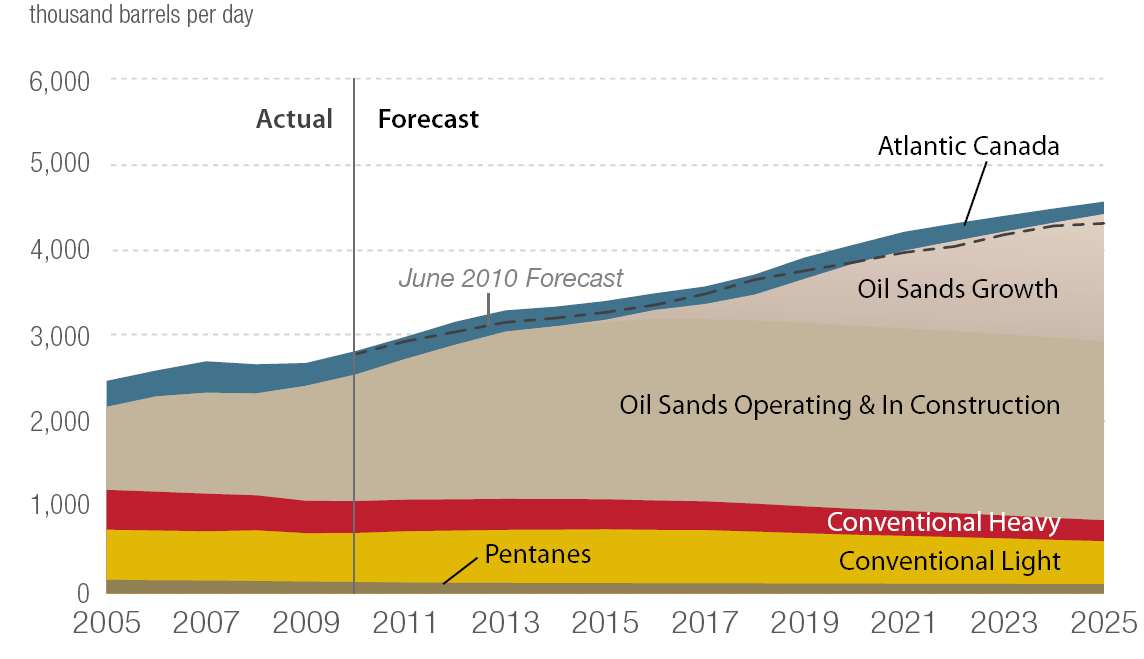 thousand barrels per day
6,000
Actual
Forecast
5,000
Atlantic Canada
4,000
June 2010 Forecast
Oil Sands Growth
3,000
Oil Sands Operating & In Construction
2,000
1,000
Conventional Heavy
Pentanes
Conventional Light
0
2005 2007 2009 2011 2013 2015 2017 2019 2021 2023 2025